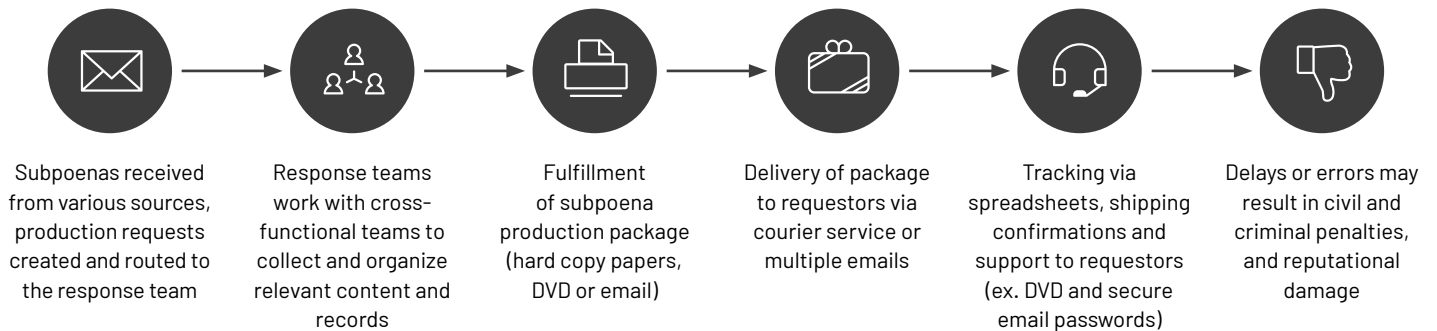 Subpoenas received
from various sources,
production requests
created and routed to
the response team
Response teams
work with cross-
functional teams to
collect and organize
relevant content and
records
Fulfillment
of subpoena
production package
(hard copy papers,
DVD or email)
Delivery of package
to requestors via
courier service or
multiple emails
Tracking via
spreadsheets, shipping
confirmations and
support to requestors
(ex. DVD and secure
email passwords)
Delays or errors may
result in civil and
criminal penalties,
and reputational
damage